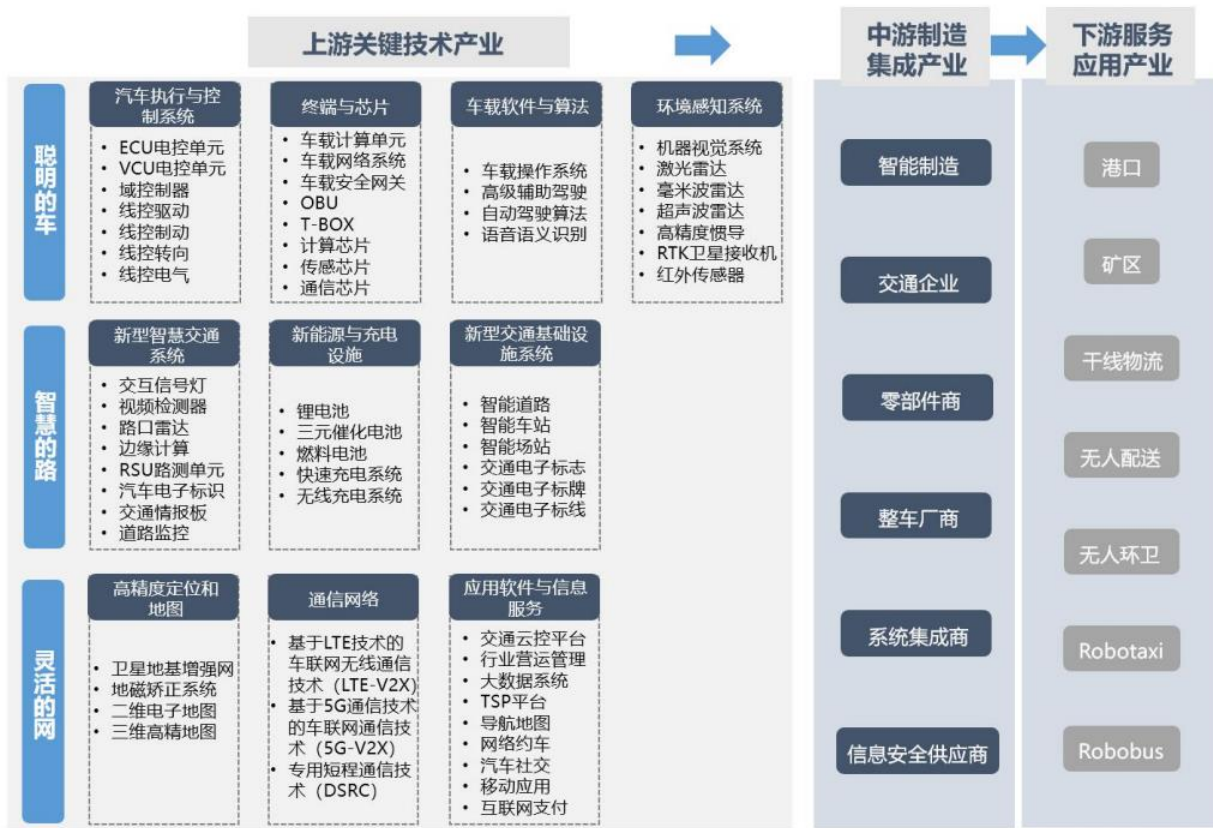 上游关键技术产业
中游制造
集成产业
下游服务
应用产业
聪明的车
汽车执行与控
制系统
• ECU电控单元
• VCU电控单元
• 域控制器
• 线控驱动
• 线控制动
• 线控转向
• 线控电气
终端与芯片
• 车载计算单元
• 车载网络系统
• 车载安全网关
• OBU
• T-BOX
• 计算芯片
• 传感芯片
• 通信芯片
车载软件与算法
• 车载操作系统
• 高级辅助驾驶
• 自动驾驶算法
• 语音语义识别
环境感知系统
• 机器视觉系统
• 激光雷达
• 毫米波雷达
• 超声波雷达
• 高精度惯导
• RTK卫星接收机
• 红外传感器
智慧的路
新型智慧交通
系统
• 交互信号灯
• 视频检测器
• 路口雷达
• 边缘计算
• RSU路测单元
• 汽车电子标识
• 交通情报板
• 道路监控
新能源与充电
设施
• 锂电池
• 三元催化电池
• 燃料电池
• 快速充电系统
• 无线充电系统
新型交通基础设
施系统
• 智能道路
• 智能车站
• 智能场站
• 交通电子标志
• 交通电子标牌
• 交通电子标线
灵活的网
高精度定位和
地图
• 卫星地基增强网
• 地磁矫正系统
• 二维电子地图
• 三维高精地图
通信网络
• 基于LTE技术的
车联网无线通信
技术（LTE-V2X）
• 基于5G通信技术
的车联网通信技
术（5G-V2X）
• 专用短程通信技
术（DSRC）
应用软件与信息
服务
• 交通云控平台
• 行业营运管理
• 大数据系统
• TSP平台
• 导航地图
• 网络约车
• 汽车社交
• 移动应用
• 互联网支付
智能制造
交通企业
零部件商
整车厂商
系统集成商
信息安全供应商
港口
矿区
干线物流
无人配送
无人环卫
Robotaxi
Robobus